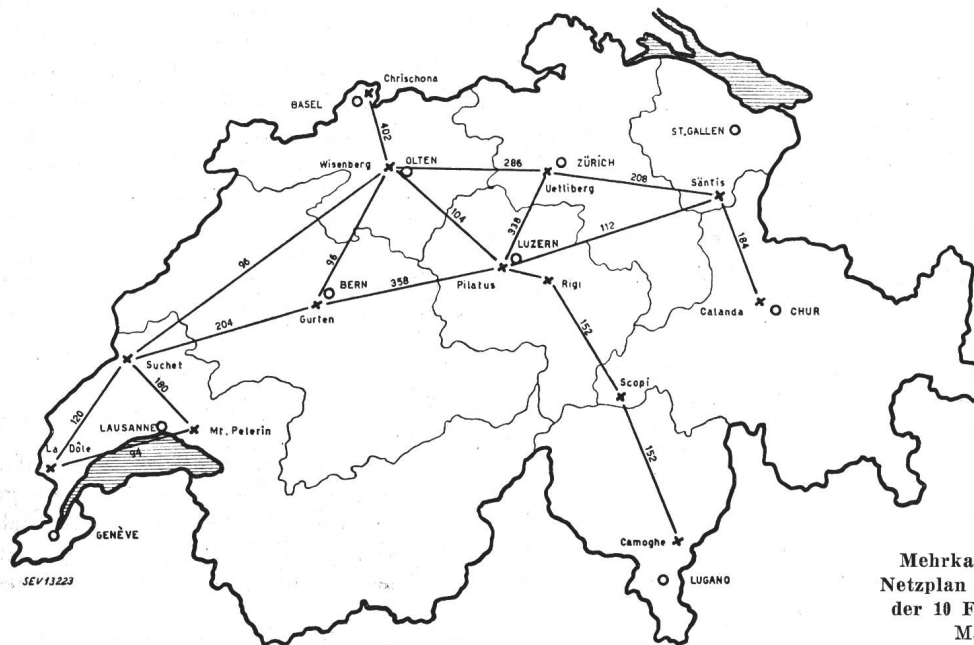 Chrischona
BASEL
402
ST.GALLEN
Wisenberg
OLTEN
286
ZÜRICH
Uetliberg
208
Säntis
104
338
112
184
LUZERN
96
96
BERN
358
Pilatus
Rigi
Gurten
Calanda
CHUR
204
152
Suchet
180
Scopi
120
LAUSANNE
Mt. Pelerin
La Dôle
94
152
GENÈVE
Camoghe
LUGANO
SEV13223
Mehrka
Netzplan
der 10 F
M